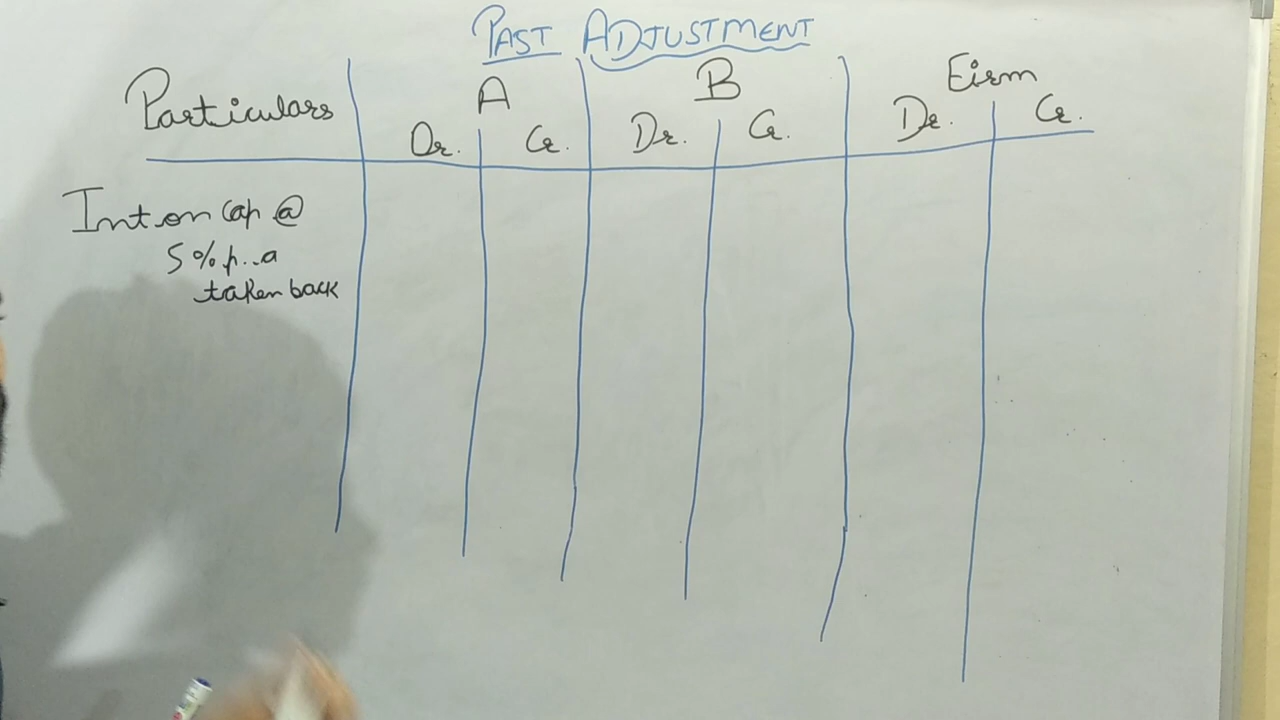 PAST ADJUSTMENT
Particulars A B Firm
Dr. Cr. Dr. Cr. Dr. Cr.
Int on cap @
5% p.a
taken back